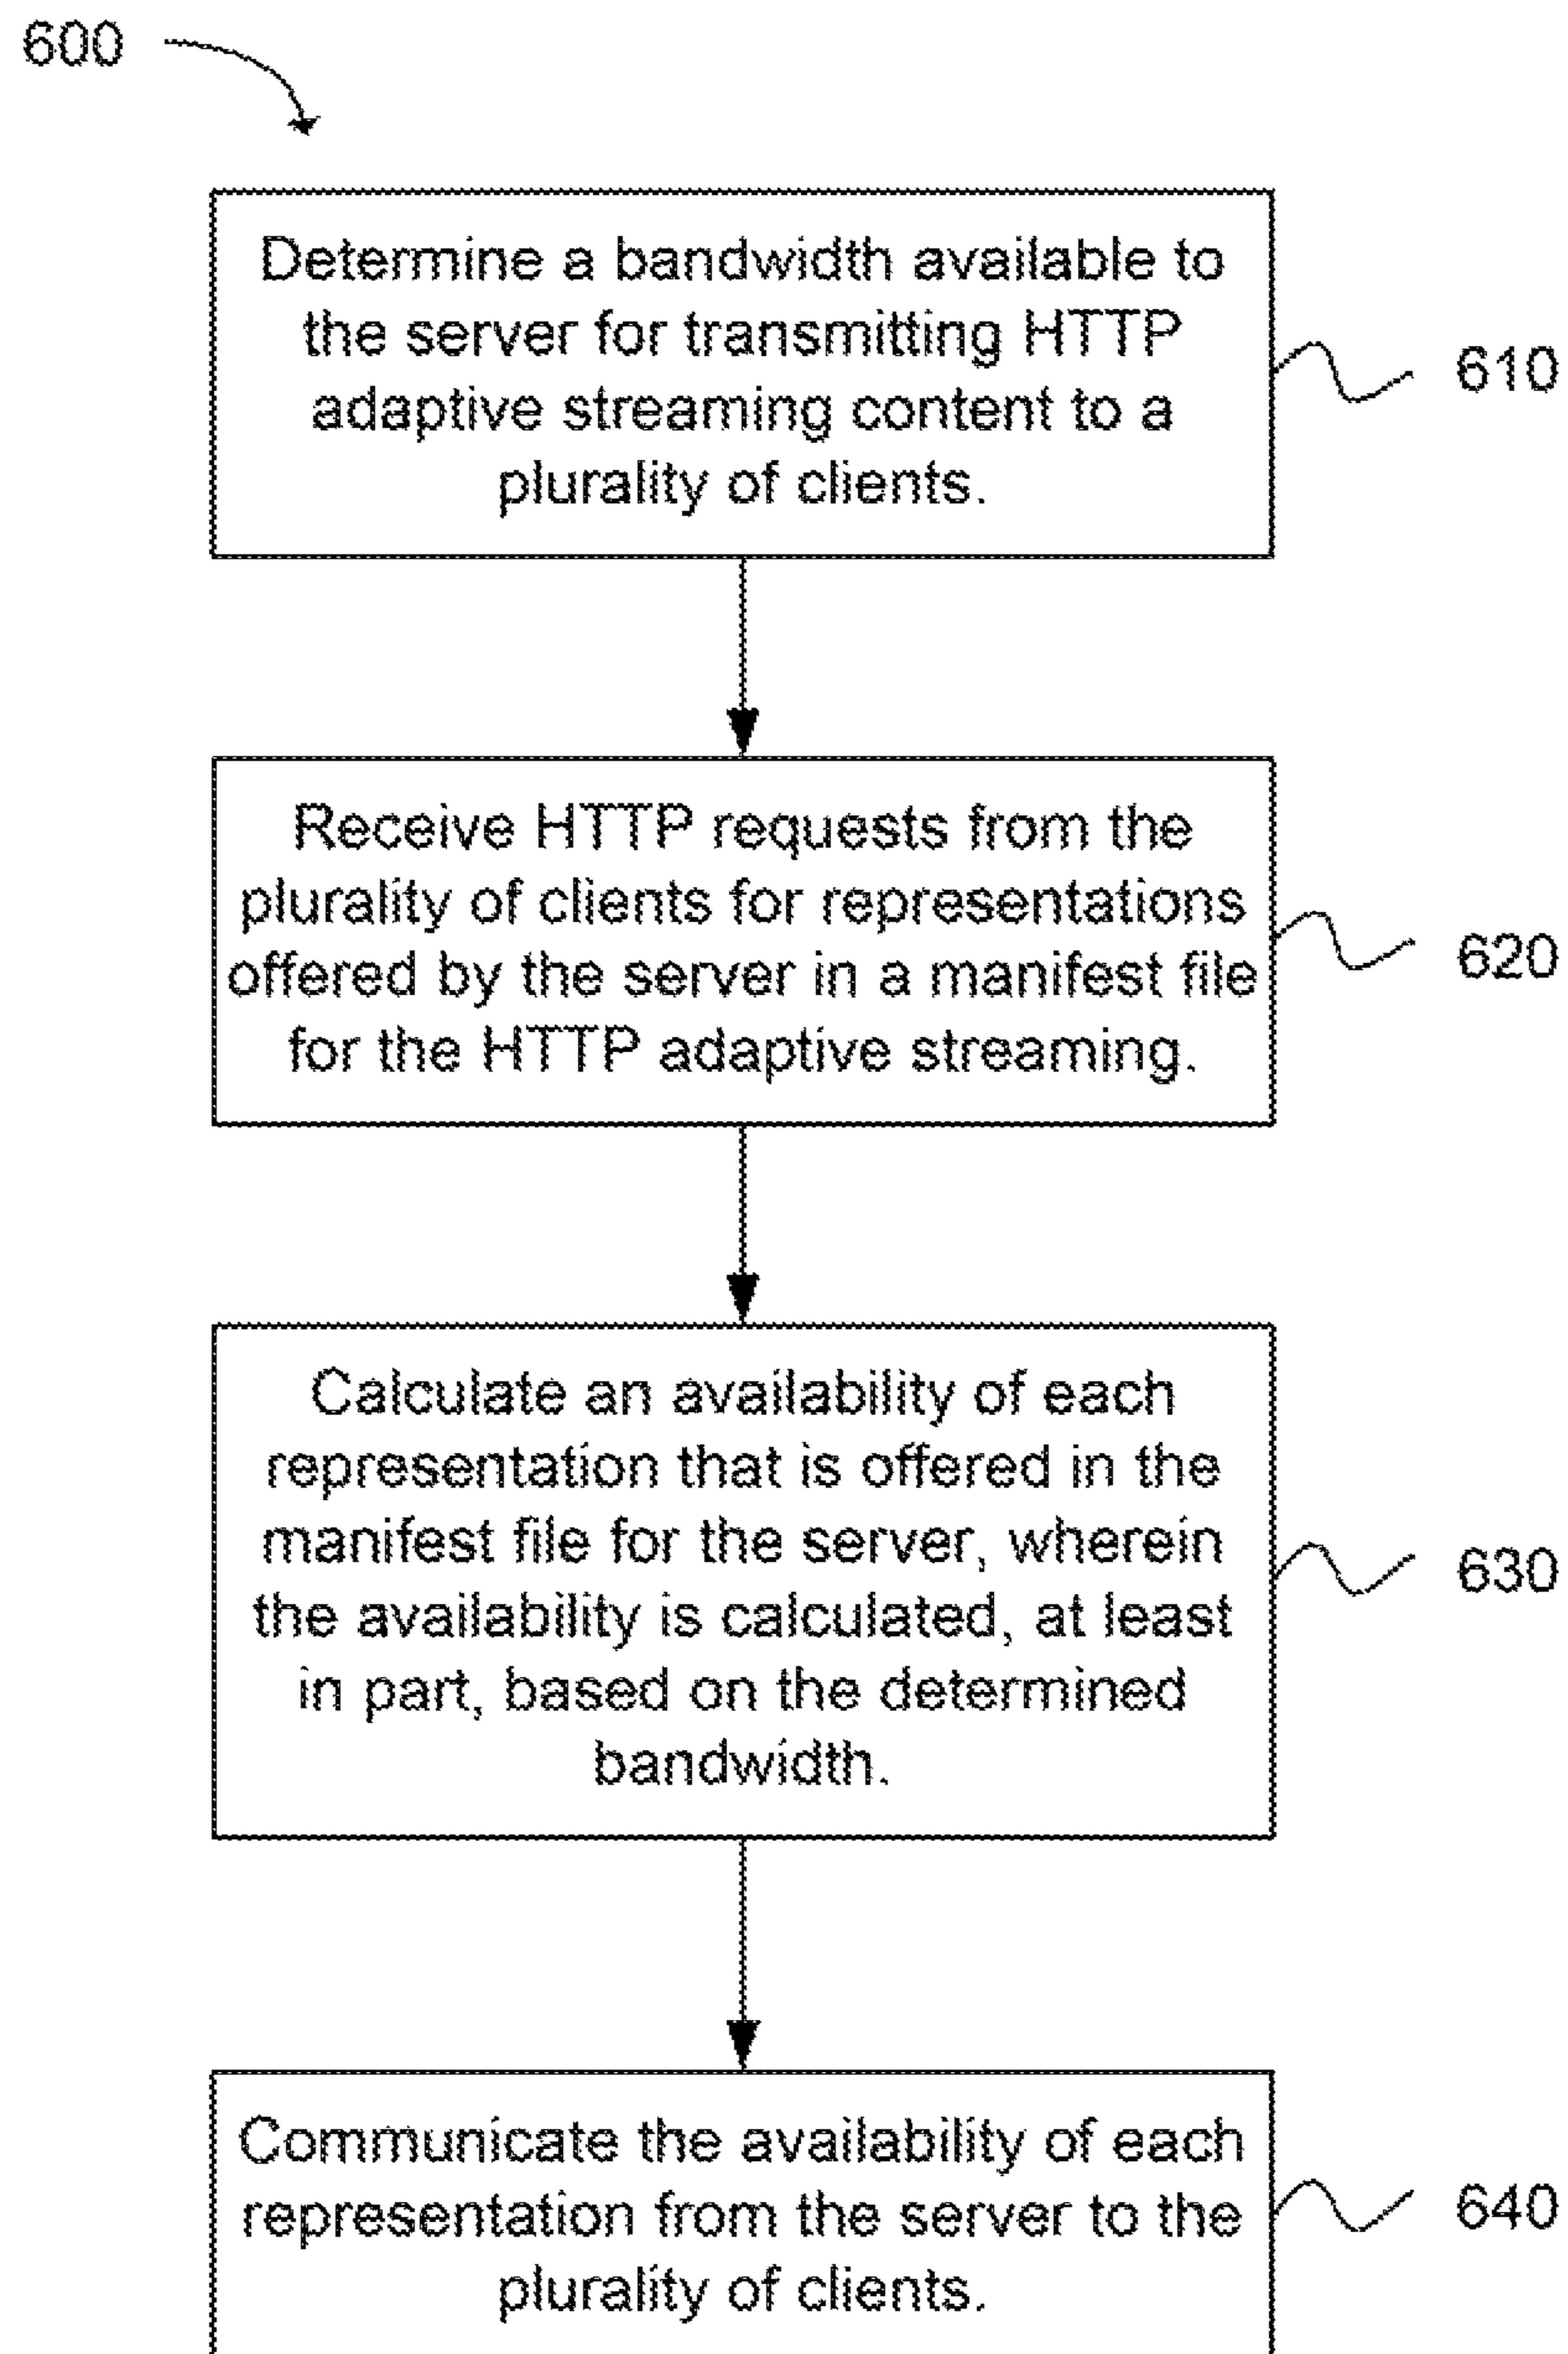 600
Determine a bandwidth available to
the server for transmitting HTTP
adaptive streaming content to a
plurality of clients.
610
Receive HTTP requests from the
plurality of clients for representations
offered by the server in a manifest file
for the HTTP adaptive streaming.
620
Calculate an availability of each
representation that is offered in the
manifest file for the server, wherein
the availability is calculated, at least
in part, based on the determined
bandwidth.
630
Communicate the availability of each
representation from the server to the
plurality of clients.
640